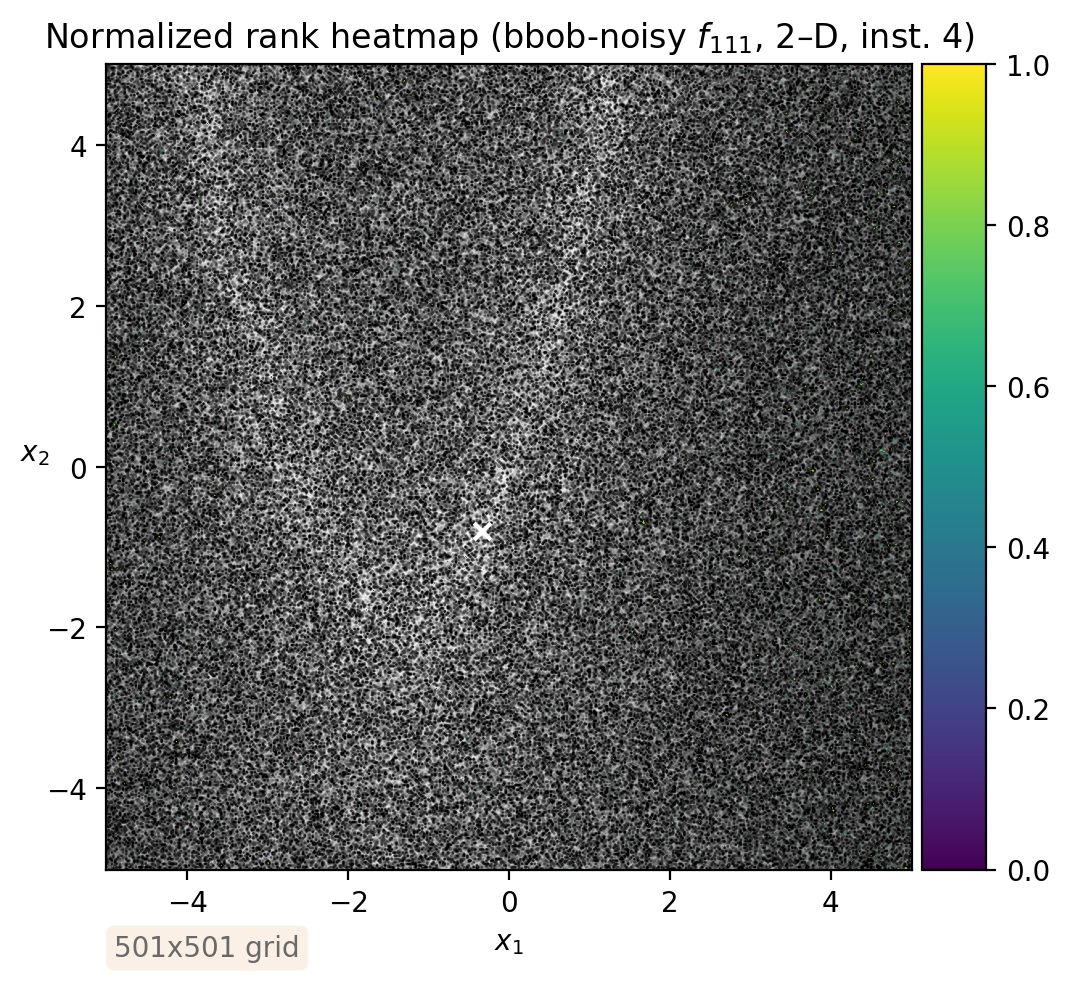 Normalized rank heatmap (bbob-noisy f₁₁₁, 2–D, inst. 4)
1.0
0.8
0.6
0.4
0.2
0.0
4
2
0
−2
−4
x₂
−4 −2 0 2 4
x₁
501x501 grid